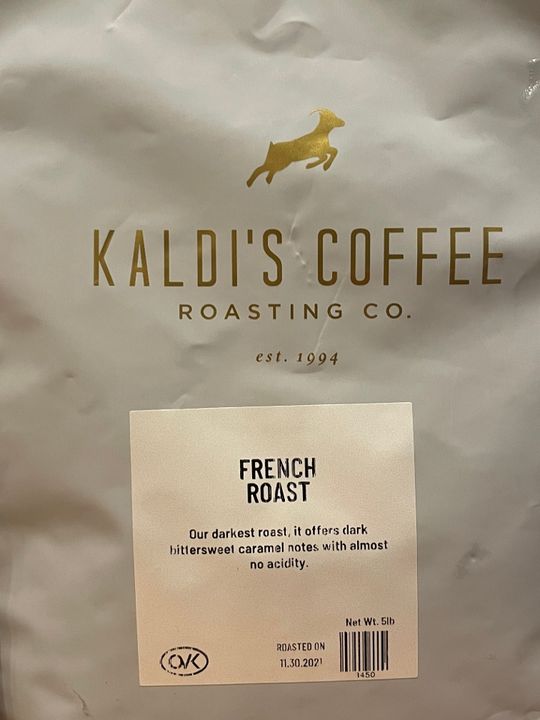 KALDI'S COFFEE
ROASTING CO.
est. 1994
FRENCH
ROAST
Our darkest roast, it offers dark
bittersweet caramel notes with almost
no acidity.
Net Wt. 5lb
OVK
ROASTED ON
11.30.2021
1450